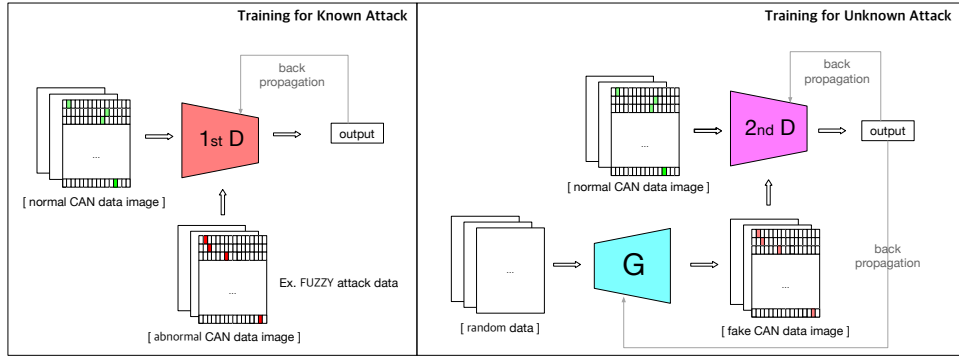 Training for Known Attack
back
propagation
1st D
output
...
[ normal CAN data image ]
...
Ex. FUZZY attack data
[ abnormal CAN data image ]
Training for Unknown Attack
back
propagation
2nd D
output
...
[ normal CAN data image ]
...
G
...
back
propagation
[ random data ]
[ fake CAN data image ]